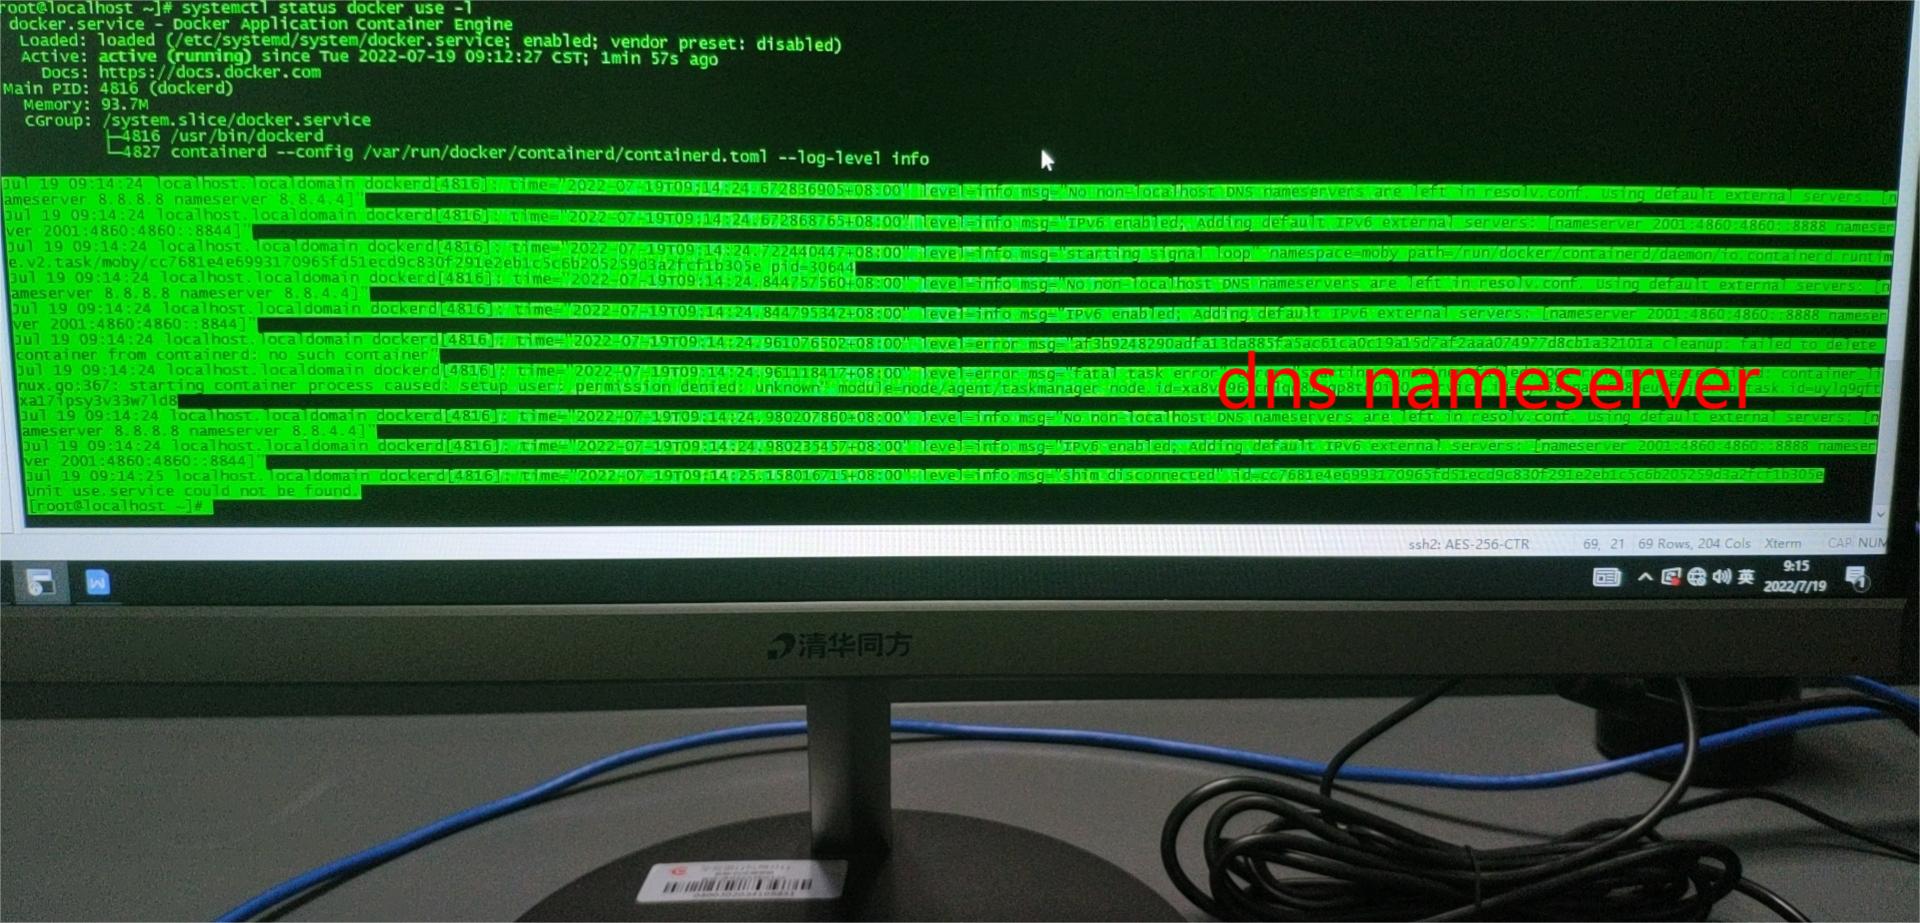 root@localhost ~]# systemctl status docker use -l
docker.service - Docker Application Container Engine
Loaded: loaded (/etc/systemd/system/docker.service; enabled; vendor preset: disabled)
Active: active (running) since Tue 2022-07-19 09:12:27 CST; 1min 57s ago
Docs: https://docs.docker.com
Main PID: 4816 (dockerd)
Memory: 93.7M
CGroup: /system.slice/docker.service
├─4816 /usr/bin/dockerd
└─4827 containerd --config /var/run/docker/containerd/containerd.toml --log-level info
Jul 19 09:14:24 localhost.localdomain dockerd[4816]: time="2022-07-19T09:14:24.672836905+08:00" level=info msg="No non-localhost DNS nameservers are left in resolv.conf. Using default external servers: [n
ameserver 8.8.8.8 nameserver 8.8.4.4]"
Jul 19 09:14:24 localhost.localdomain dockerd[4816]: time="2022-07-19T09:14:24.672868765+08:00" level=info msg="IPv6 enabled; Adding default IPv6 external servers: [nameserver 2001:4860:4860::8888 nameser
ver 2001:4860:4860::8844]"
Jul 19 09:14:24 localhost.localdomain dockerd[4816]: time="2022-07-19T09:14:24.722440447+08:00" level=info msg="starting signal loop" namespace=moby path=/run/docker/containerd/daemon/io.containerd.runtim
e.v2.task/moby/cc7681e4e6993170965fd51ecd9c830f291e2eb1c5c6b205259d3a2fcf1b305e pid=30644
Jul 19 09:14:24 localhost.localdomain dockerd[4816]: time="2022-07-19T09:14:24.844757560+08:00" level=info msg="No non-localhost DNS nameservers are left in resolv.conf. Using default external servers: [n
ameserver 8.8.8.8 nameserver 8.8.4.4]"
Jul 19 09:14:24 localhost.localdomain dockerd[4816]: time="2022-07-19T09:14:24.844795342+08:00" level=info msg="IPv6 enabled; Adding default IPv6 external servers: [nameserver 2001:4860:4860::8888 nameser
ver 2001:4860:4860::8844]"
Jul 19 09:14:24 localhost.localdomain dockerd[4816]: time="2022-07-19T09:14:24.961076502+08:00" level=error msg="af3b9248290adfa13da885fa5ac61ca0c19a15d7af2aaa074977d8cb1a32101a cleanup: failed to delete
container from containerd: no such container"
Jul 19 09:14:24 localhost.localdomain dockerd[4816]: time="2022-07-19T09:14:24.961118417+08:00" level=error msg="fatal task error" container_li
nux.go:367: starting container process caused: setup user: permission denied: unknown" module=node/agent/taskmanager task.id=uylq9gft
xa17ipsy3v33w7ld8
dns nameserver
Jul 19 09:14:24 localhost.localdomain dockerd[4816]: time="2022-07-19T09:14:24.980207860+08:00" level=info msg="No non-localhost DNS nameservers are left in resolv.conf. Using default external servers: [n
ameserver 8.8.8.8 nameserver 8.8.4.4]"
Jul 19 09:14:24 localhost.localdomain dockerd[4816]: time="2022-07-19T09:14:24.980235457+08:00" level=info msg="IPv6 enabled; Adding default IPv6 external servers: [nameserver 2001:4860:4860::8888 nameser
ver 2001:4860:4860::8844]"
Jul 19 09:14:25 localhost.localdomain dockerd[4816]: time="2022-07-19T09:14:25.158016715+08:00" level=info msg="shim disconnected" id=cc7681e4e6993170965fd51ecd9c830f291e2eb1c5c6b205259d3a2fcf1b305e
Unit use.service could not be found.
[root@localhost ~]#
ssh2: AES-256-CTR 69, 21 69 Rows, 204 Cols Xterm CAP NUM
英 9:15
2022/7/19
清华同方